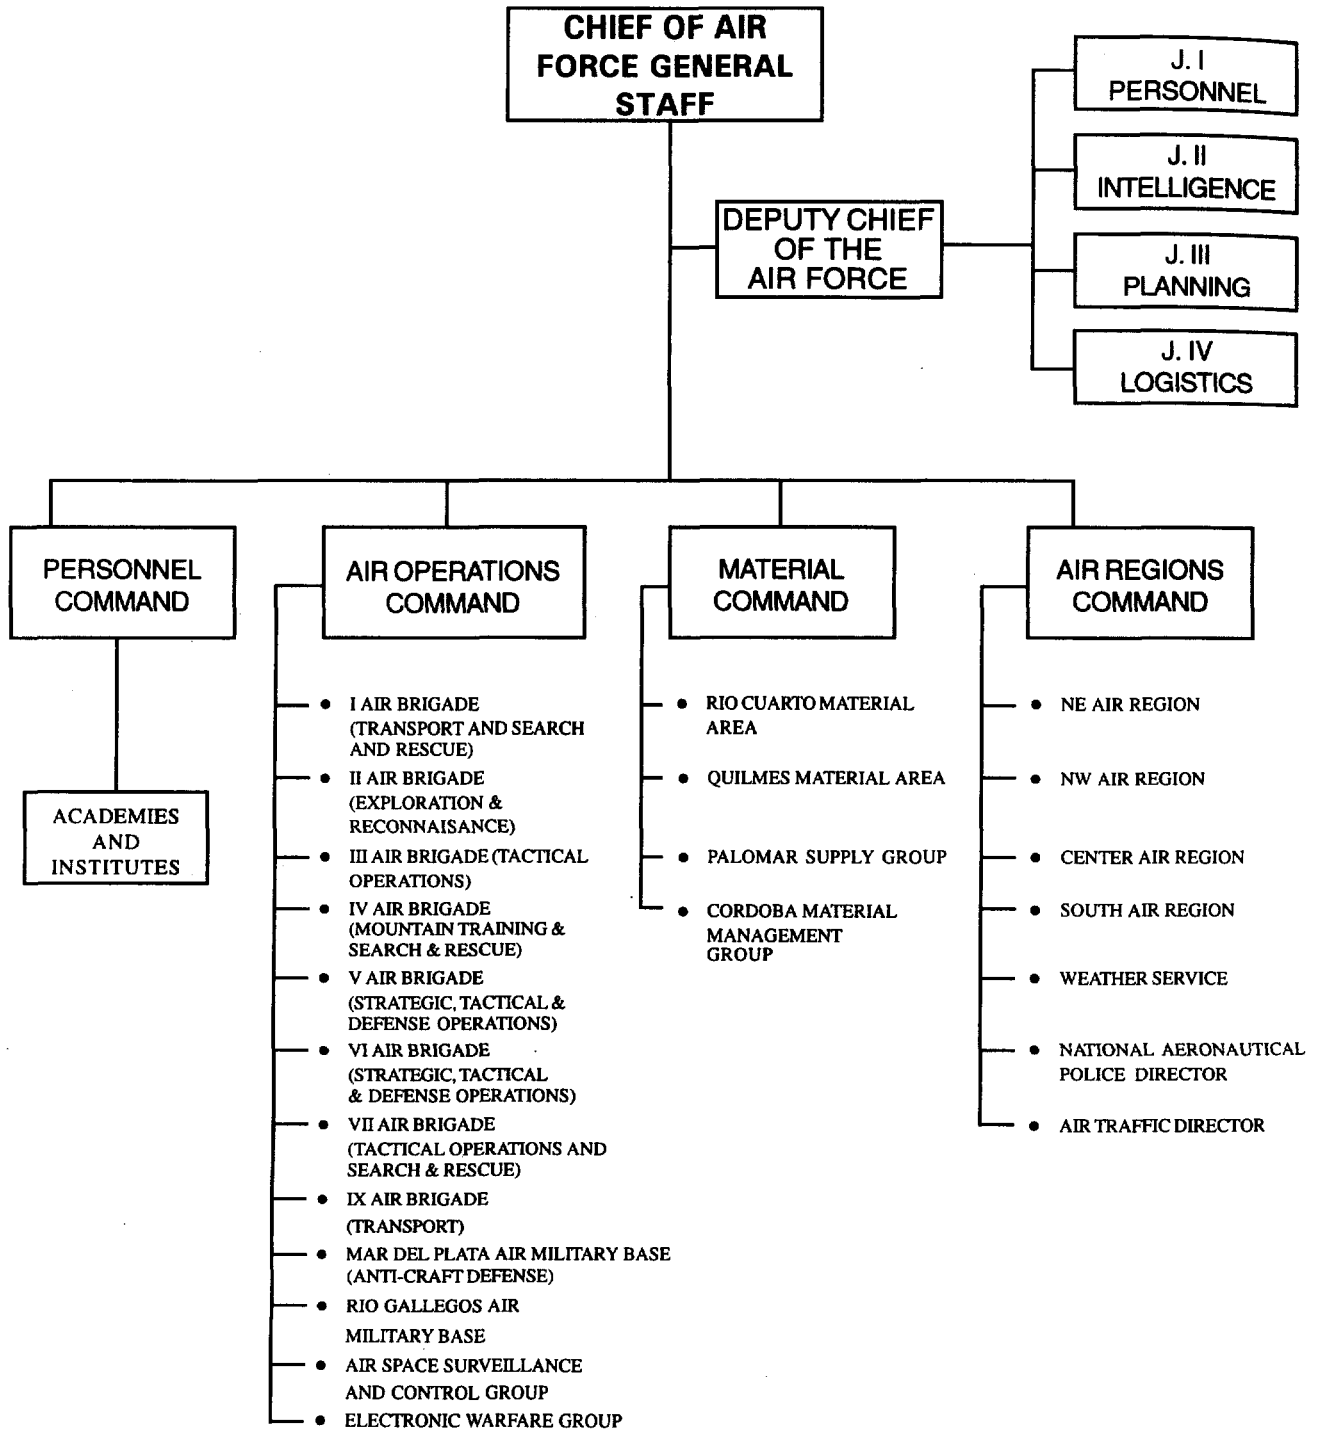 CHIEF OF AIR
FORCE GENERAL
STAFF
J. I
PERSONNEL
J. II
INTELLIGENCE
J. III
PLANNING
J. IV
LOGISTICS
DEPUTY CHIEF
OF THE
AIR FORCE
PERSONNEL
COMMAND
ACADEMIES
AND
INSTITUTES
AIR OPERATIONS
COMMAND
• I AIR BRIGADE
(TRANSPORT AND SEARCH
AND RESCUE)
• II AIR BRIGADE
(EXPLORATION &
RECONNAISANCE)
• III AIR BRIGADE (TACTICAL
OPERATIONS)
• IV AIR BRIGADE
(MOUNTAIN TRAINING &
SEARCH & RESCUE)
• V AIR BRIGADE
(STRATEGIC, TACTICAL &
DEFENSE OPERATIONS)
• VI AIR BRIGADE
(STRATEGIC, TACTICAL
& DEFENSE OPERATIONS)
• VII AIR BRIGADE
(TACTICAL OPERATIONS AND
SEARCH & RESCUE)
• IX AIR BRIGADE
(TRANSPORT)
• MAR DEL PLATA AIR MILITARY BASE
(ANTI-CRAFT DEFENSE)
• RIO GALLEGOS AIR
MILITARY BASE
• AIR SPACE SURVEILLANCE
AND CONTROL GROUP
• ELECTRONIC WARFARE GROUP
MATERIAL
COMMAND
• RIO CUARTO MATERIAL
AREA
• QUILMES MATERIAL AREA
• PALOMAR SUPPLY GROUP
• CORDOBA MATERIAL
MANAGEMENT
GROUP
AIR REGIONS
COMMAND
• NE AIR REGION
• NW AIR REGION
• CENTER AIR REGION
• SOUTH AIR REGION
• WEATHER SERVICE
• NATIONAL AERONAUTICAL
POLICE DIRECTOR
• AIR TRAFFIC DIRECTOR